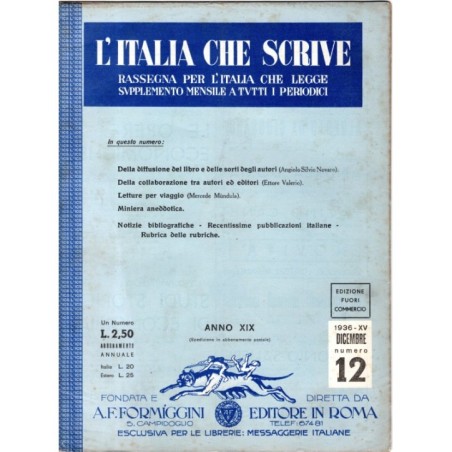 L'ITALIA CHE SCRIVE
RASSEGNA PER L'ITALIA CHE LEGGE
SVPPLEMENTO MENSILE A TVTTI I PERIODICI
In questo numero:
Della diffusione del libro e delle sorti degli autori (Angiolo Silvio Novaro).
Della collaborazione tra autori ed editori (Ettore Valerio).
Letture per viaggio (Mercede Mùndula).
Miniera aneddotica.
Notizie bibliografiche - Recentissime pubblicazioni italiane -
Rubrica delle rubriche.
EDIZIONE
FUORI
COMMERCIO
Un Numero
L. 2,50
ABBONAMENTO
ANNUALE
Italia L. 20
Estero L. 25
ANNO XIX
(Spedizione in abbonamento postale)
1936-XV
DICEMBRE
numero
12
FONDATA E DIRETTA DA
A. F. FORMÌGGINI EDITORE IN ROMA
5, CAMPIDOGLIO TELEF. 67481
ESCLUSIVA PER LE LIBRERIE: MESSAGGERIE ITALIANE